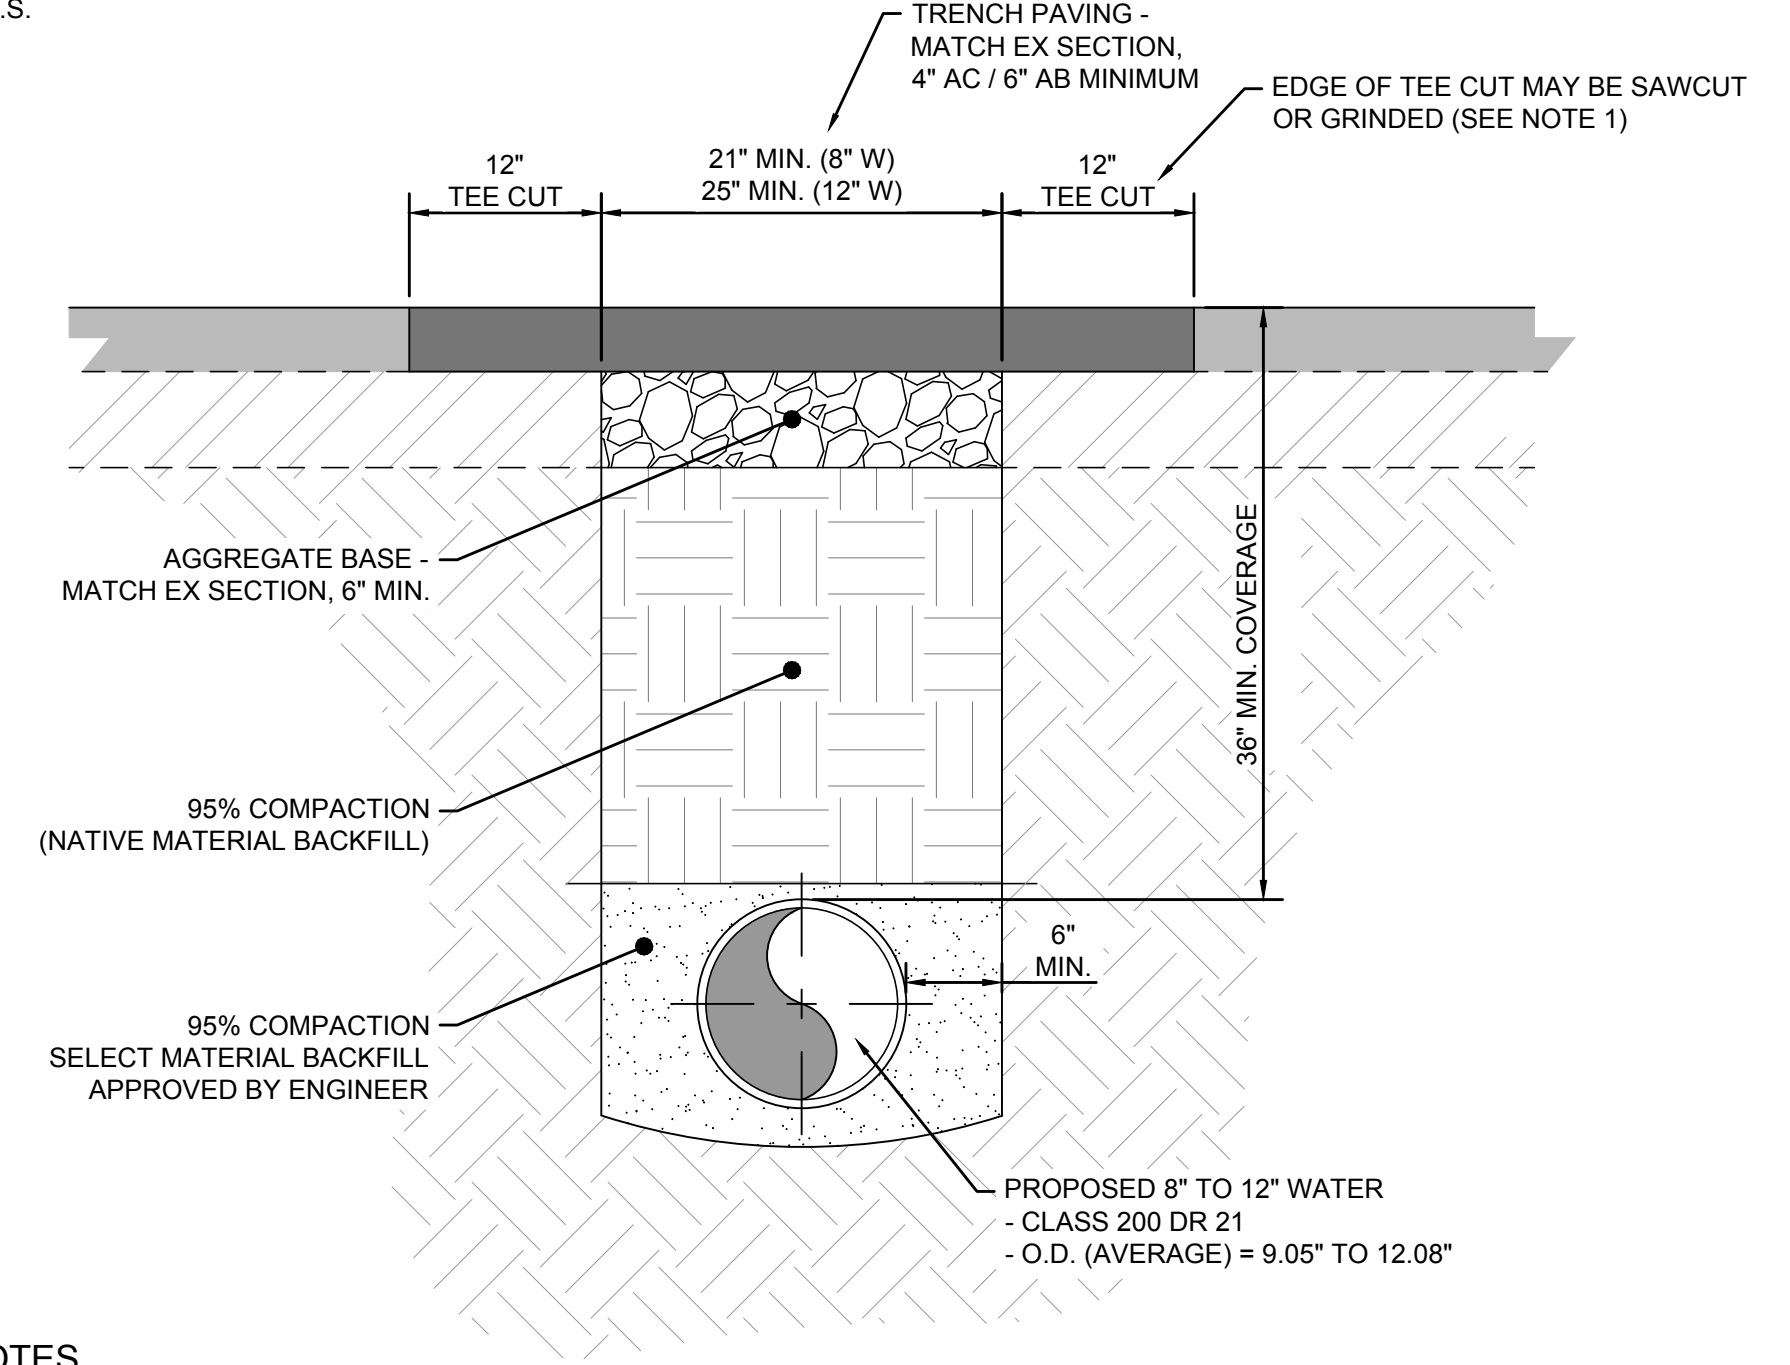 .S.
TRENCH PAVING -
MATCH EX SECTION,
4" AC / 6" AB MINIMUM
EDGE OF TEE CUT MAY BE SAWCUT
OR GRINDED (SEE NOTE 1)
12"
TEE CUT
21" MIN. (8" W)
25" MIN. (12" W)
12"
TEE CUT
AGGREGATE BASE -
MATCH EX SECTION, 6" MIN.
36" MIN. COVERAGE
95% COMPACTION
(NATIVE MATERIAL BACKFILL)
6"
MIN.
95% COMPACTION
SELECT MATERIAL BACKFILL
APPROVED BY ENGINEER
PROPOSED 8" TO 12" WATER
- CLASS 200 DR 21
- O.D. (AVERAGE) = 9.05" TO 12.08"
OTES